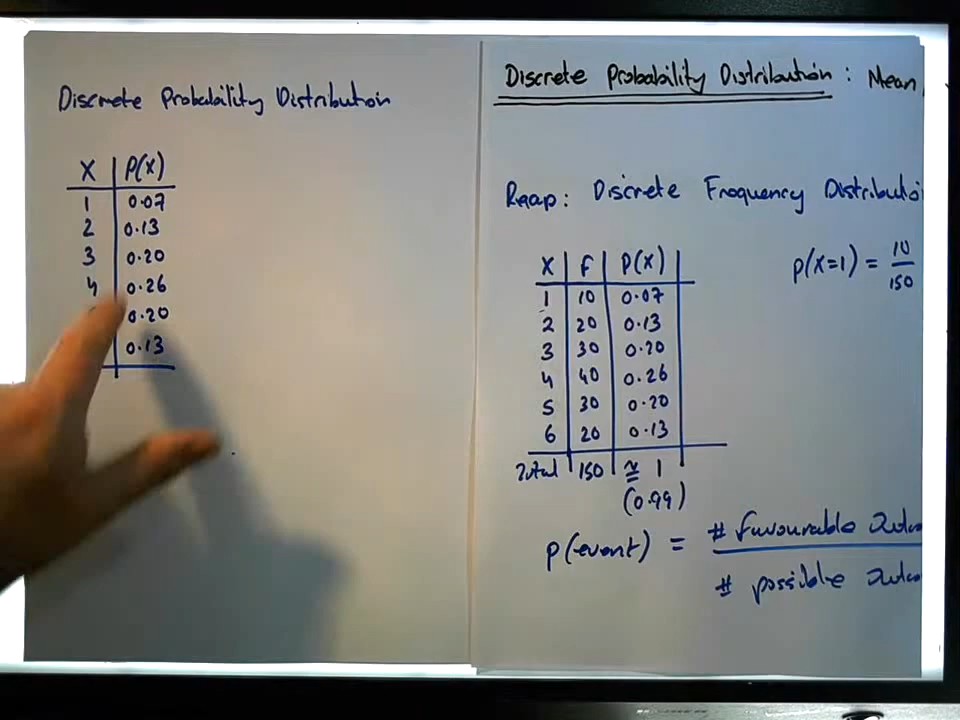 Discrete Probability Distribution
X P(X)
1 0.07
2 0.13
3 0.20
4 0.26
0.20
0.13
Discrete Probability Distribution: Mean,
Recap: Discrete Frequency
X F P(X)
1 10 0.07
2 20 0.13
3 30 0.20
4 40 0.26
5 30 0.20
6 20 0.13
Total 150 ≅ 1
(0.99)
P(X=1) = 10/150
P(event) = # favourable
# possible